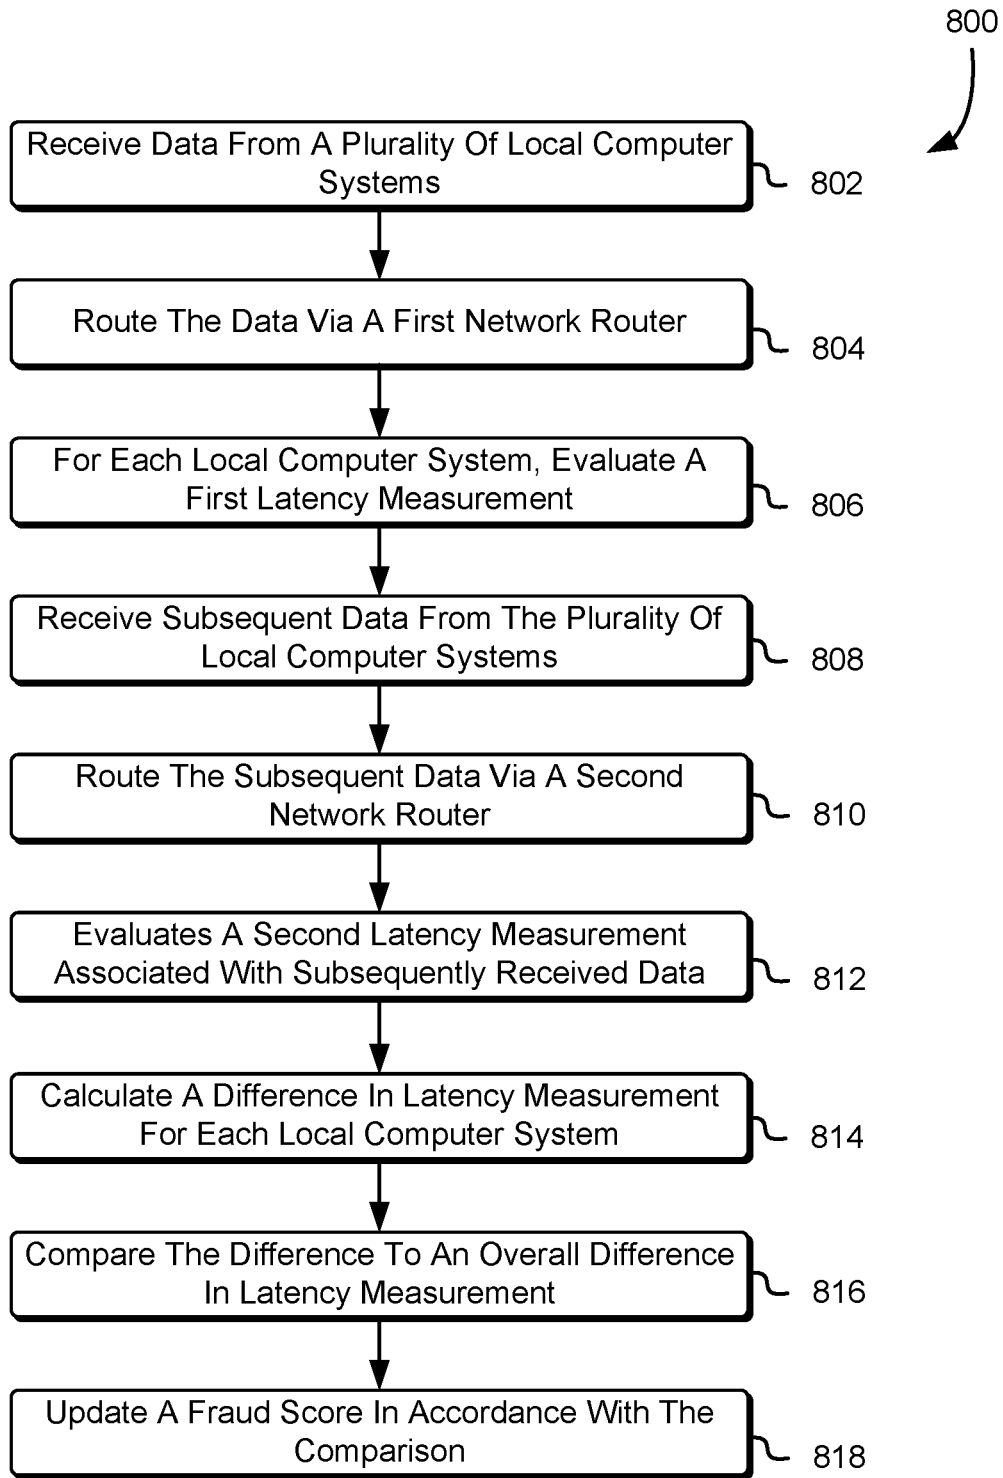 800
Receive Data From A Plurality Of Local Computer
Systems
802
Route The Data Via A First Network Router
804
For Each Local Computer System, Evaluate A
First Latency Measurement
806
Receive Subsequent Data From The Plurality Of
Local Computer Systems
808
Route The Subsequent Data Via A Second
Network Router
810
Evaluates A Second Latency Measurement
Associated With Subsequently Received Data
812
Calculate A Difference In Latency Measurement
For Each Local Computer System
814
Compare The Difference To An Overall Difference
In Latency Measurement
816
Update A Fraud Score In Accordance With The
Comparison
818